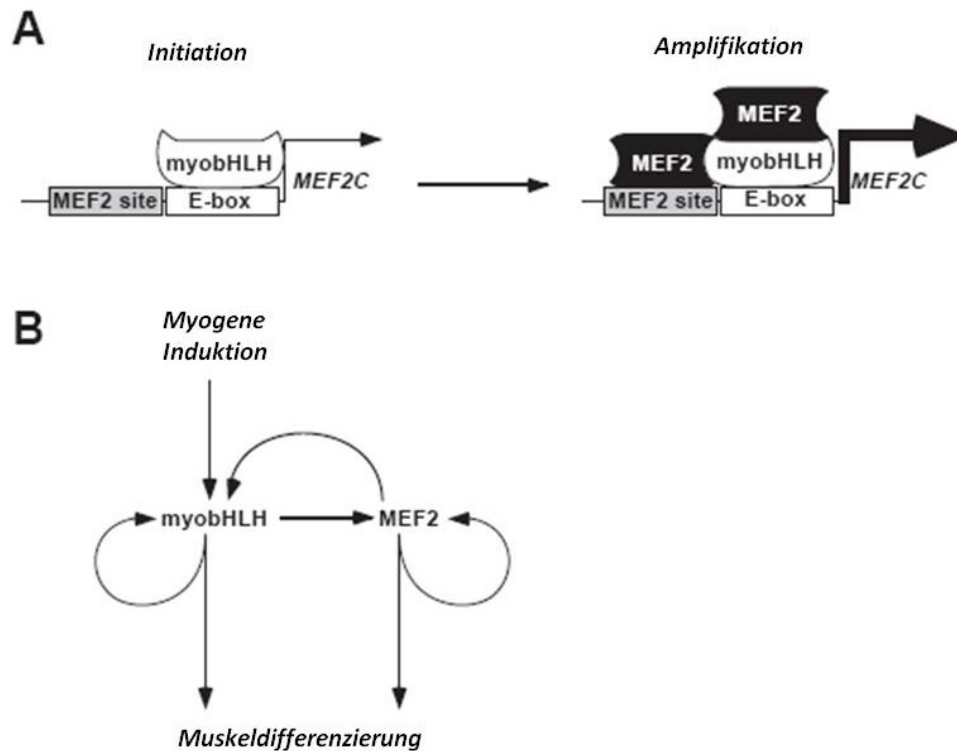 A
Initiation
Amplifikation
MEF2
myobHLH
MEF2
myobHLH
MEF2C
MEF2C
MEF2 site
E-box
MEF2 site
E-box
B
Myogene
Induktion
myobHLH
MEF2
Muskeldifferenzierung